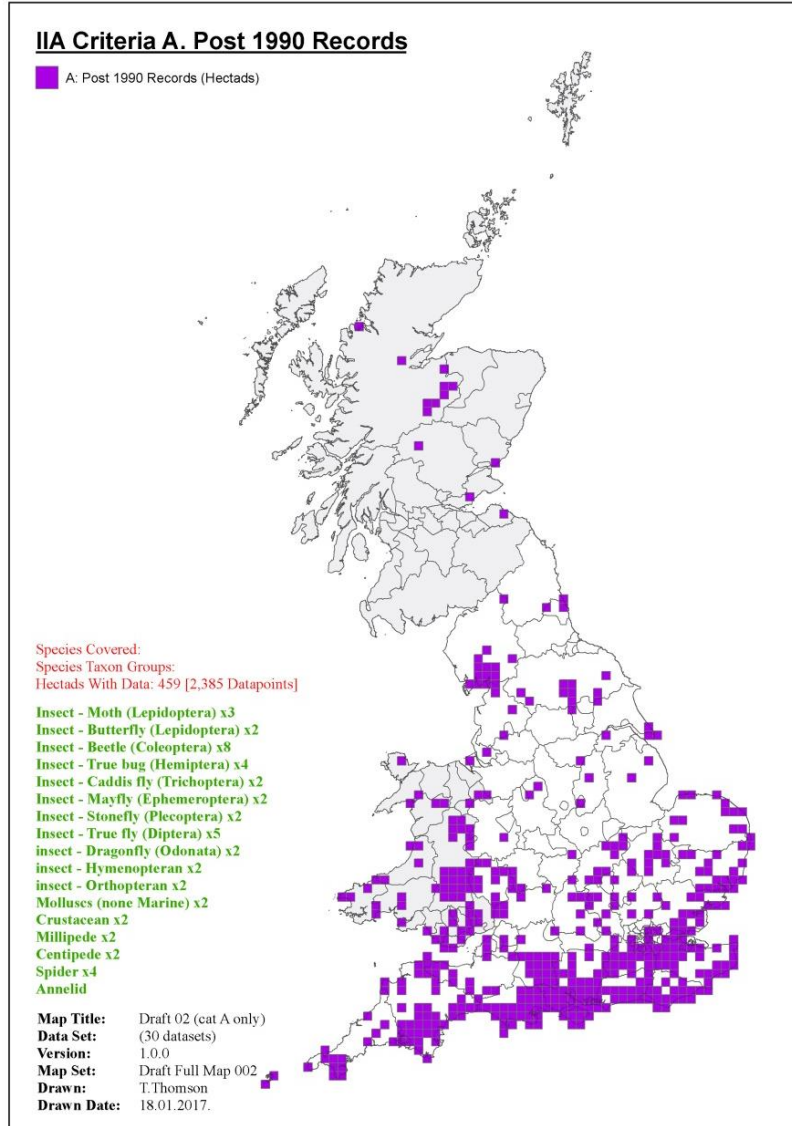 IIA Criteria A. Post 1990 Records
A: Post 1990 Records (Hectads)
Species Covered:
Species Taxon Groups:
Hectads With Data: 459 [2,385 Datapoints]
Insect - Moth (Lepidoptera) x3
Insect - Butterfly (Lepidoptera) x2
Insect - Beetle (Coleoptera) x8
Insect - True bug (Hemiptera) x4
Insect - Caddis fly (Trichoptera) x2
Insect - Mayfly (Ephemeroptera) x2
Insect - Stonefly (Plecoptera) x2
Insect - True fly (Diptera) x5
insect - Dragonfly (Odonata) x2
insect - Hymenopteran x2
insect - Orthopteran x2
Molluscs (none Marine) x2
Crustacean x2
Millipede x2
Centipede x2
Spider x4
Annelid
Map Title: Draft 02 (cat A only)
Data Set: (30 datasets)
Version: 1.0.0
Map Set: Draft Full Map 002
Drawn: T.Thomson
Drawn Date: 18.01.2017.